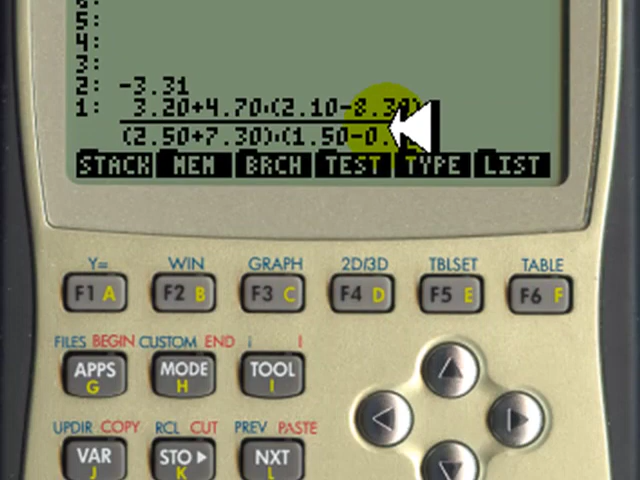 5:
4:
3:
2: -3.31
1: 3.20+4.70·(2.10-8.30)
(2.50+7.30)·(1.50-0.
STACK MEM BRCH TEST TYPE LIST
Y= WIN GRAPH 2D/3D TBLSET TABLE
F1 A F2 B F3 C F4 D F5 E F6 F
FILES BEGIN CUSTOM END i I
APPS MODE TOOL
G H I
UPDIR COPY RCL CUT PREV PASTE
VAR STO▶ NXT
J K L